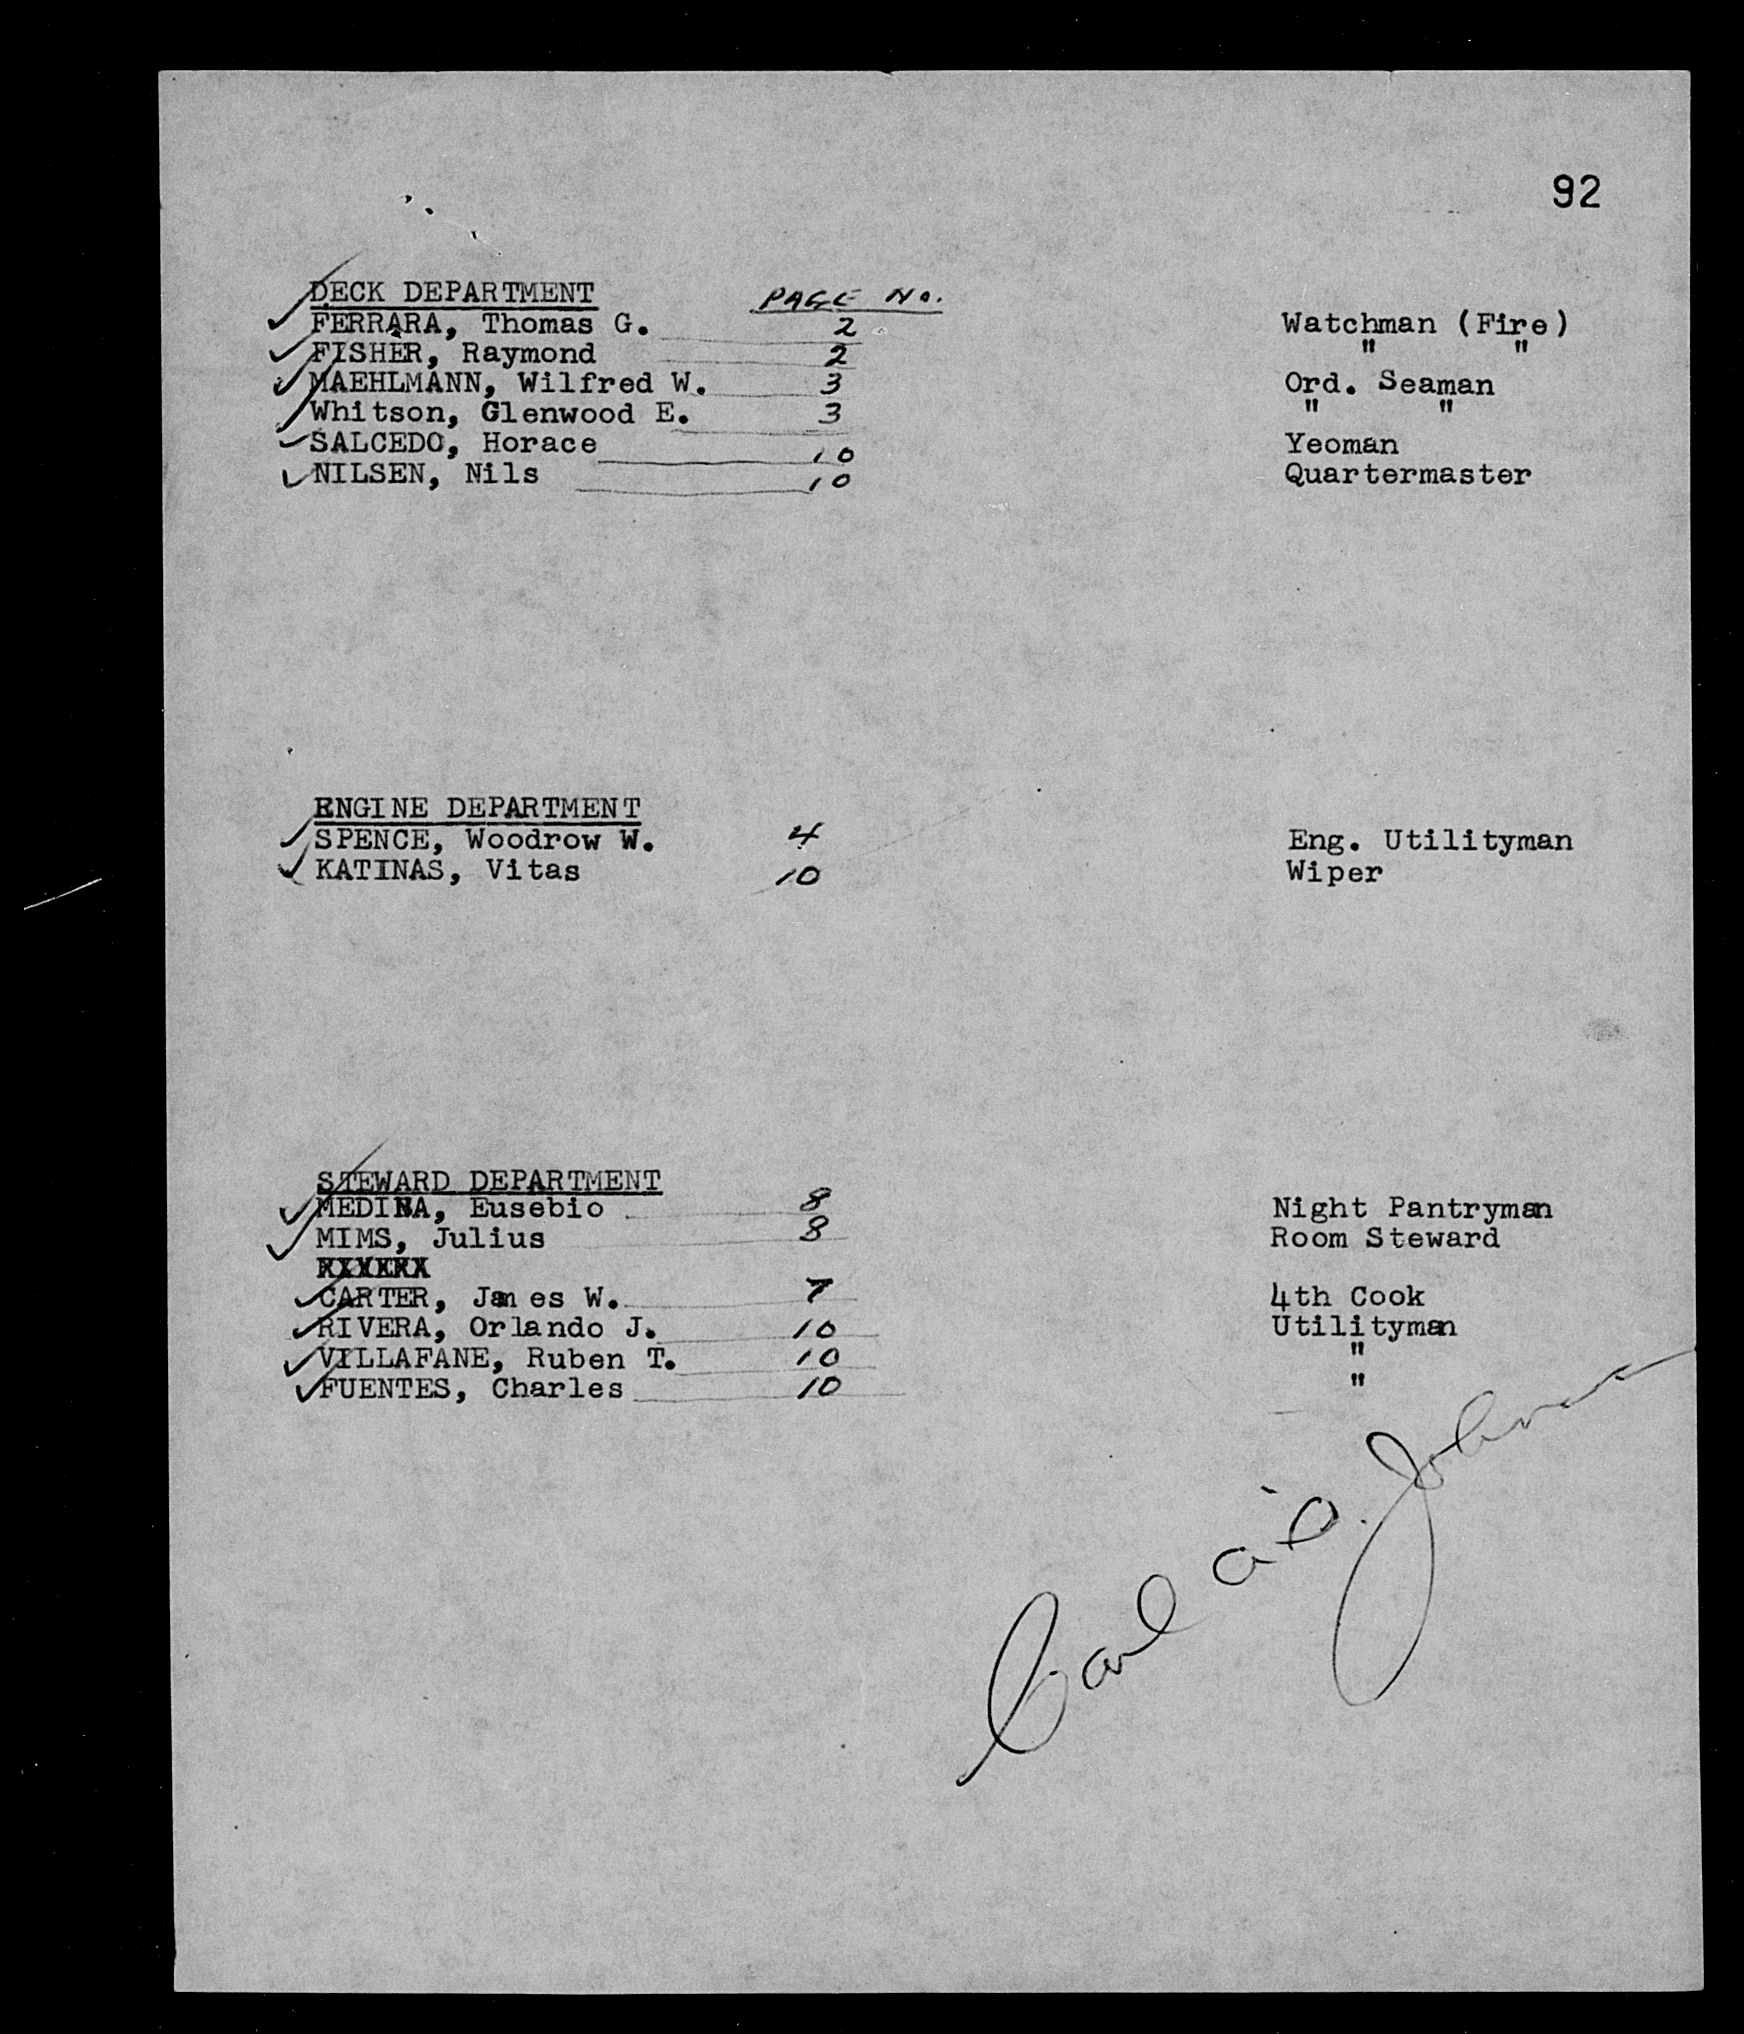 92
DECK DEPARTMENT PAGE No.
FERRARA, Thomas G. 2 Watchman (Fire)
FISHER, Raymond 2 " "
MAEHLMANN, Wilfred W. 3 Ord. Seaman
Whitson, Glenwood E. 3 " "
SALCEDO, Horace 10 Yeoman
NILSEN, Nils 10 Quartermaster
ENGINE DEPARTMENT
SPENCE, Woodrow W. 4 Eng. Utilityman
KATINAS, Vitas 10 Wiper
STEWARD DEPARTMENT
MEDINA, Eusebio 8 Night Pantryman
MIMS, Julius 8 Room Steward
CARTER, James W. 7 4th Cook
RIVERA, Orlando J. 10 Utilityman
VILLAFANE, Ruben T. 10 "
FUENTES, Charles 10 "
Carl